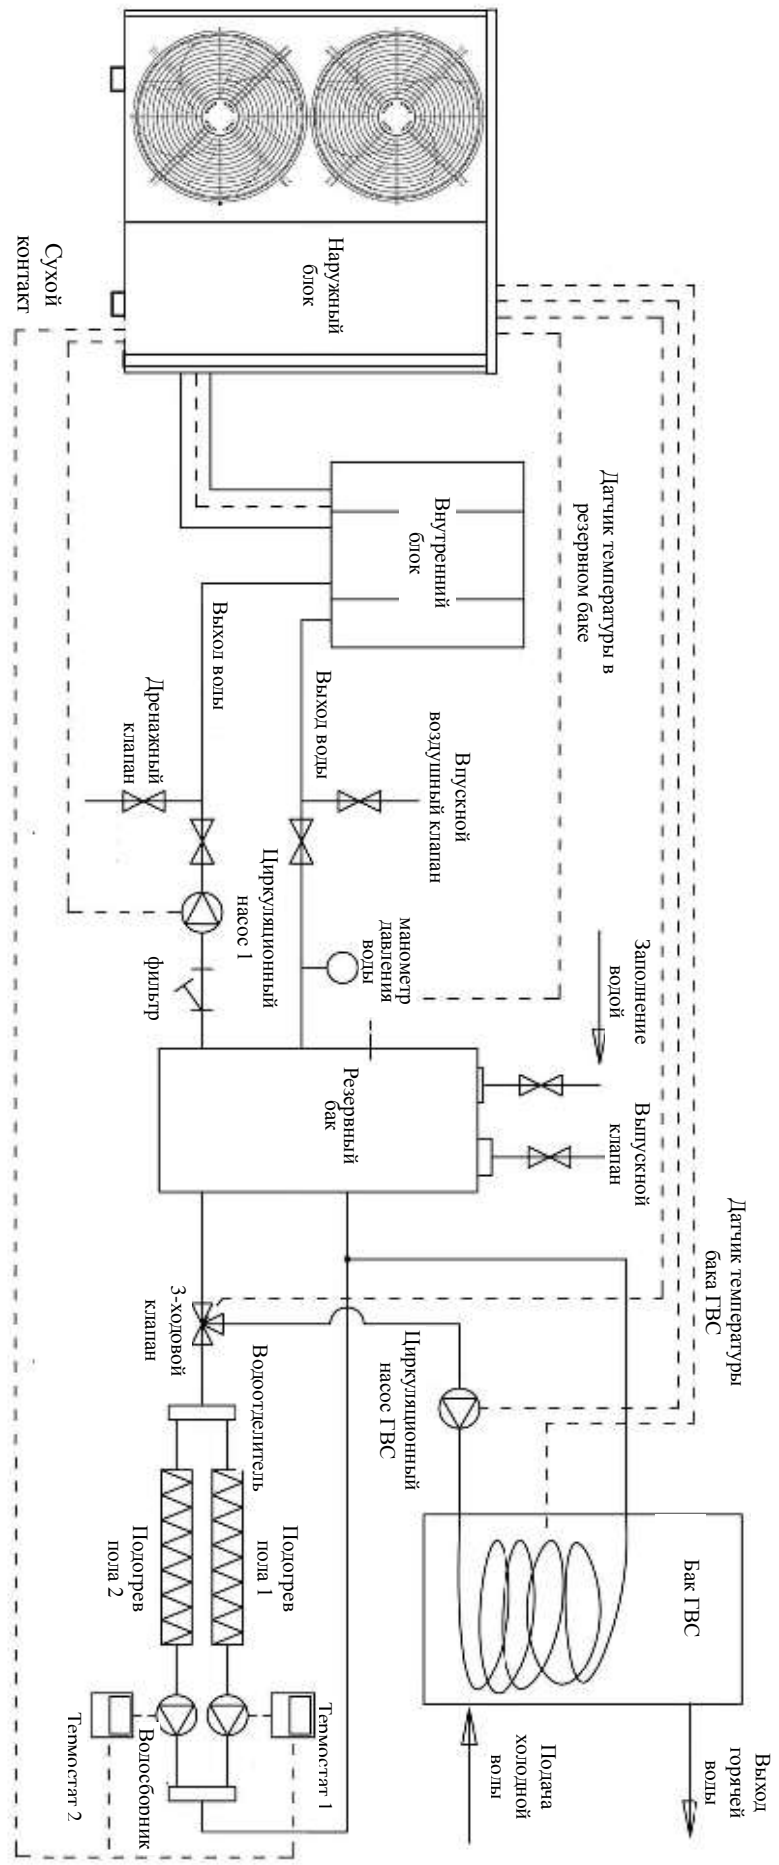 Наружный
блок
Сухой
контакт
Внутренний
блок
Датчик температуры в
резервном баке
Выход воды
Выход воды
Дренажный
клапан
Впускной
воздушный клапан
Циркуляционный
насос 1
фильтр
манометр
давления
воды
Заполнение
водой
Выпускной
клапан
Резервный
бак
Датчик температуры
бака ГВС
3-ходовой
клапан
Циркуляционный
насос ГВС
Водоотделитель
Подогрев
пола 1
Подогрев
пола 2
Бак ГВС
Термостат 1
Термостат 2
Водосборник
Подача
холодной
воды
Выход
горячей
воды